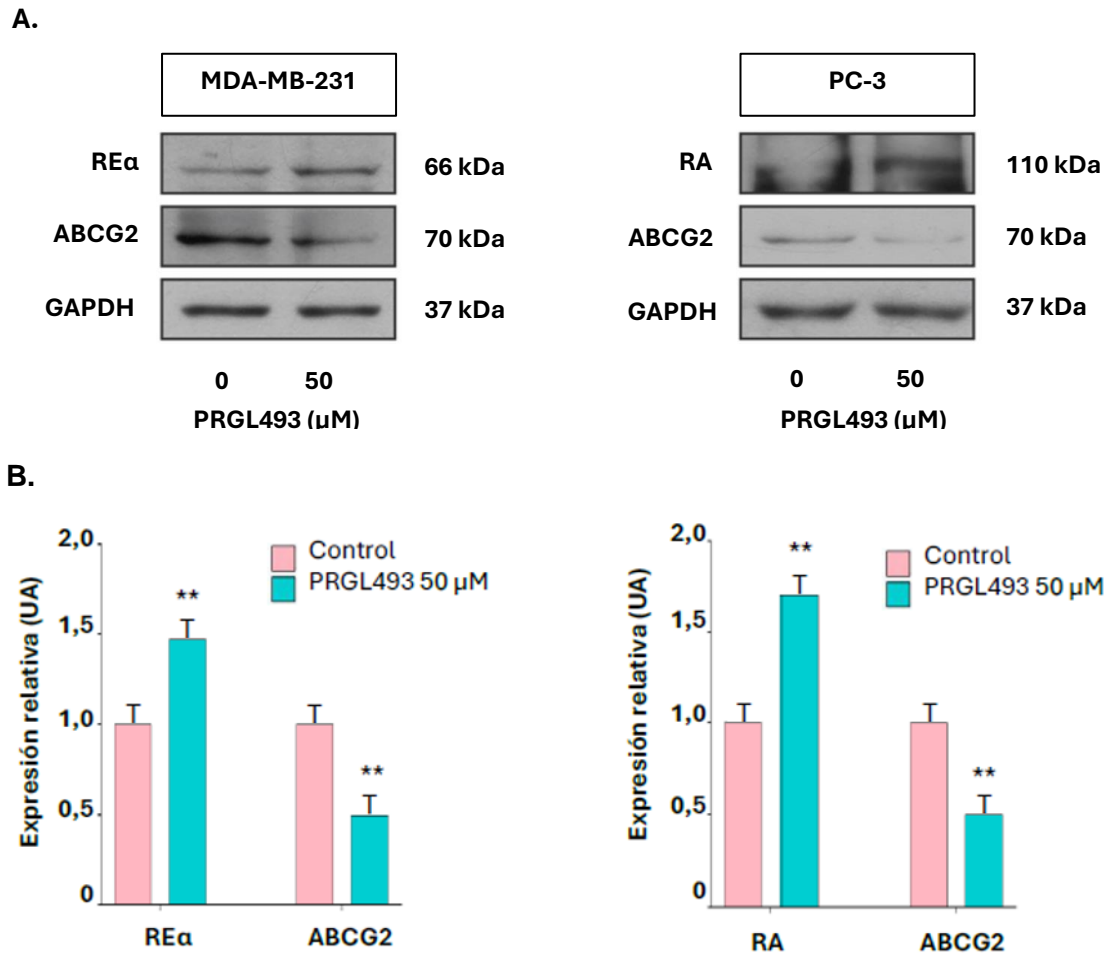 A.
MDA-MB-231
REα
66 kDa
ABCG2
70 kDa
GAPDH
37 kDa
0 50
PRGL493 (µM)
PC-3
RA
110 kDa
ABCG2
70 kDa
GAPDH
37 kDa
0 50
PRGL493 (µM)
B.
Expresión relativa (UA)
2,0
1,5
1,0
0,5
0
**
**
Control
PRGL493 50 µM
REα ABCG2
Expresión relativa (UA)
2,0
1,5
1,0
0,5
0
**
**
Control
PRGL493 50 µM
RA ABCG2